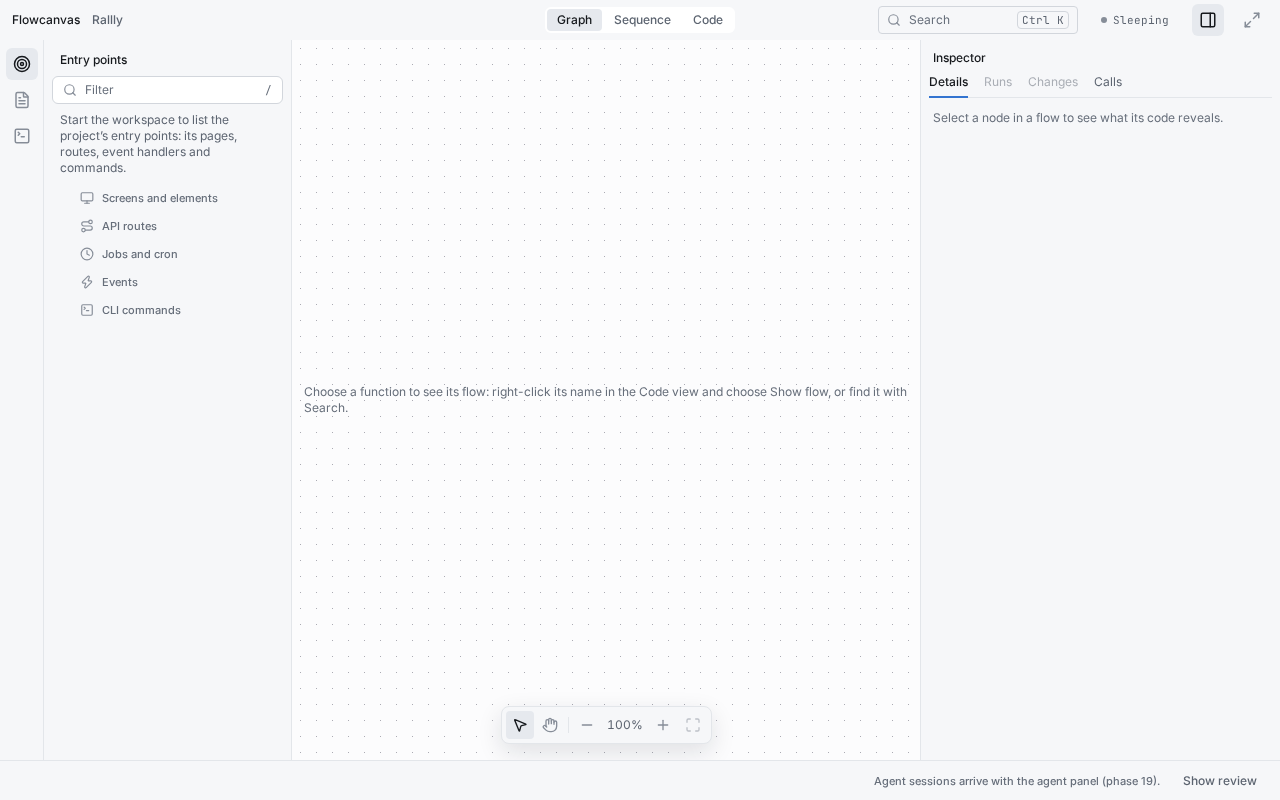 Flowcanvas Rallly
Graph Sequence Code
Search Ctrl K
Sleeping
Entry points
Filter /
Start the workspace to list the
project's entry points: its pages,
routes, event handlers and
commands.
Screens and elements
API routes
Jobs and cron
Events
CLI commands
Choose a function to see its flow: right-click its name in the Code view and choose Show flow, or find it with
Search.
100%
Inspector
Details Runs Changes Calls
Select a node in a flow to see what its code reveals.
Agent sessions arrive with the agent panel (phase 19). Show review